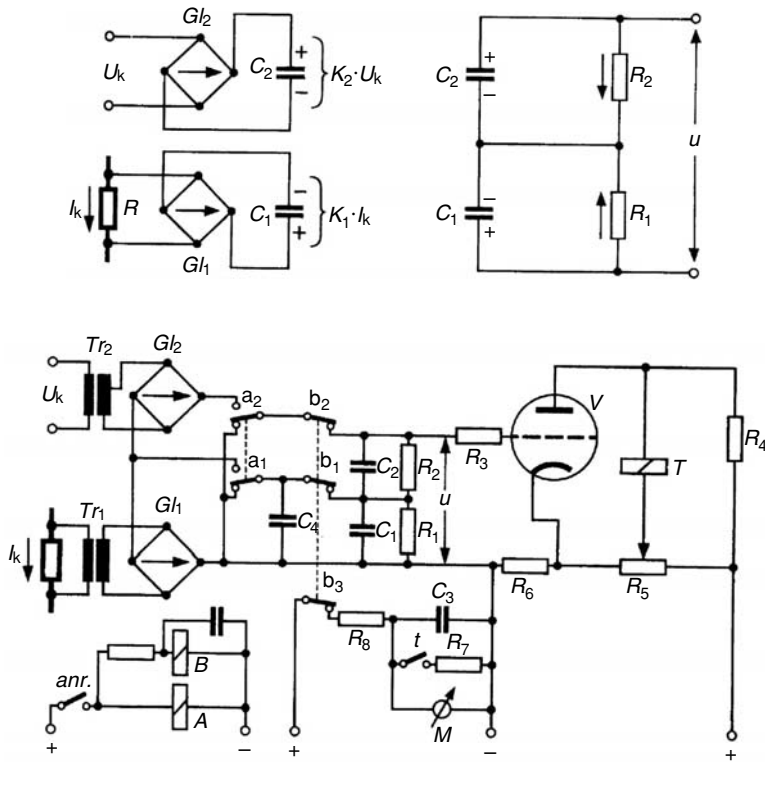 Gl2
Uk
C2
+
−
K2·Uk
Ik
R
Gl1
C1
−
+
K1·Ik
C2
+
−
R2
u
C1
−
+
R1
Tr2
Gl2
Uk
a2
b2
a1
b1
C2
R2
u
R3
V
T
R4
Tr1
Gl1
Ik
C4
C1
R1
R6
R5
b3
C3
R8
t
R7
M
anr.
B
A
+
−
+
−
+